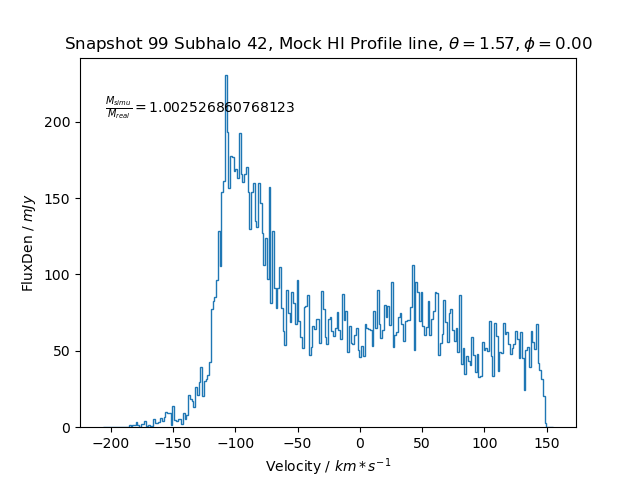 Snapshot 99 Subhalo 42, Mock HI Profile line, θ = 1.57, ϕ = 0.00
M_simu/M_real = 1.002526860768123
FluxDen / mJy
200
150
100
50
0
−200 −150 −100 −50 0 50 100 150
Velocity / km * s⁻¹